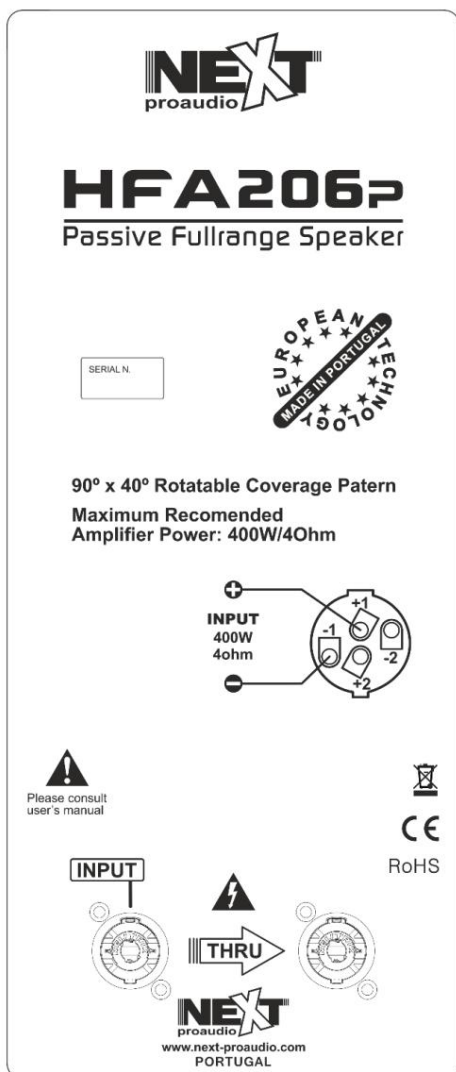 NEXT
proaudio
HFA206P
Passive Fullrange Speaker
SERIAL N.
EUROPEAN TECHNOLOGY
MADE IN PORTUGAL
90º x 40º Rotatable Coverage Patern
Maximum Recomended
Amplifier Power: 400W/4Ohm
INPUT
400W
4ohm
+1
-1
-2
+2
Please consult
user's manual
CE
RoHS
INPUT
THRU
NEXT
proaudio
www.next-proaudio.com
PORTUGAL